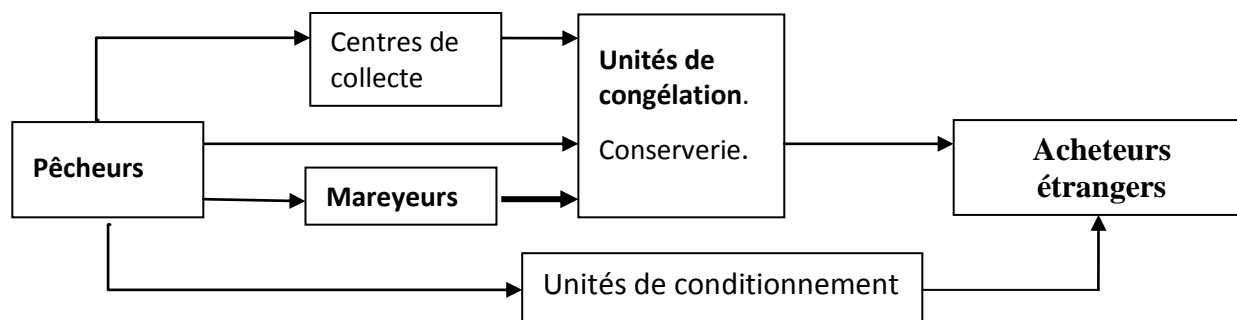 Centres de
collecte
Unités de
congélation.
Conserverie.
Pêcheurs
Mareyeurs
Acheteurs
étrangers
Unités de conditionnement